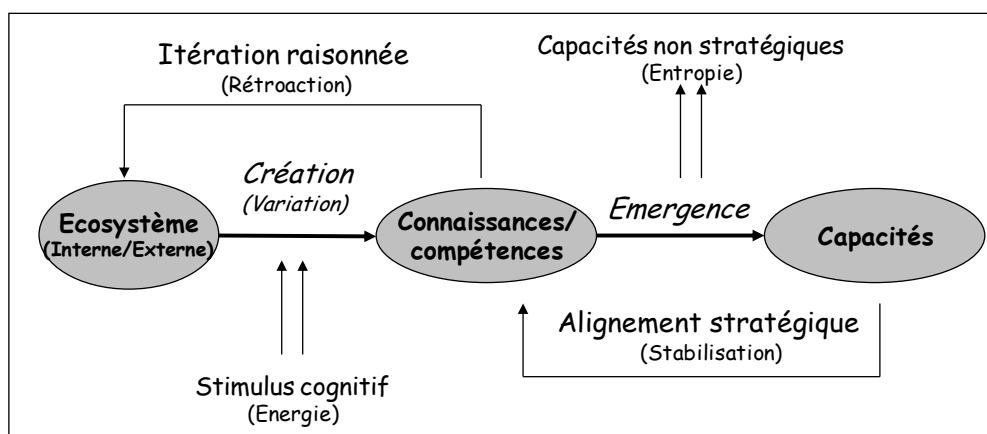 Itération raisonnée
(Rétroaction)
Capacités non stratégiques
(Entropie)
Création
(Variation)
Ecosystème
(Interne/Externe)
Connaissances/
compétences
Emergence
Capacités
Alignement stratégique
(Stabilisation)
Stimulus cognitif
(Energie)